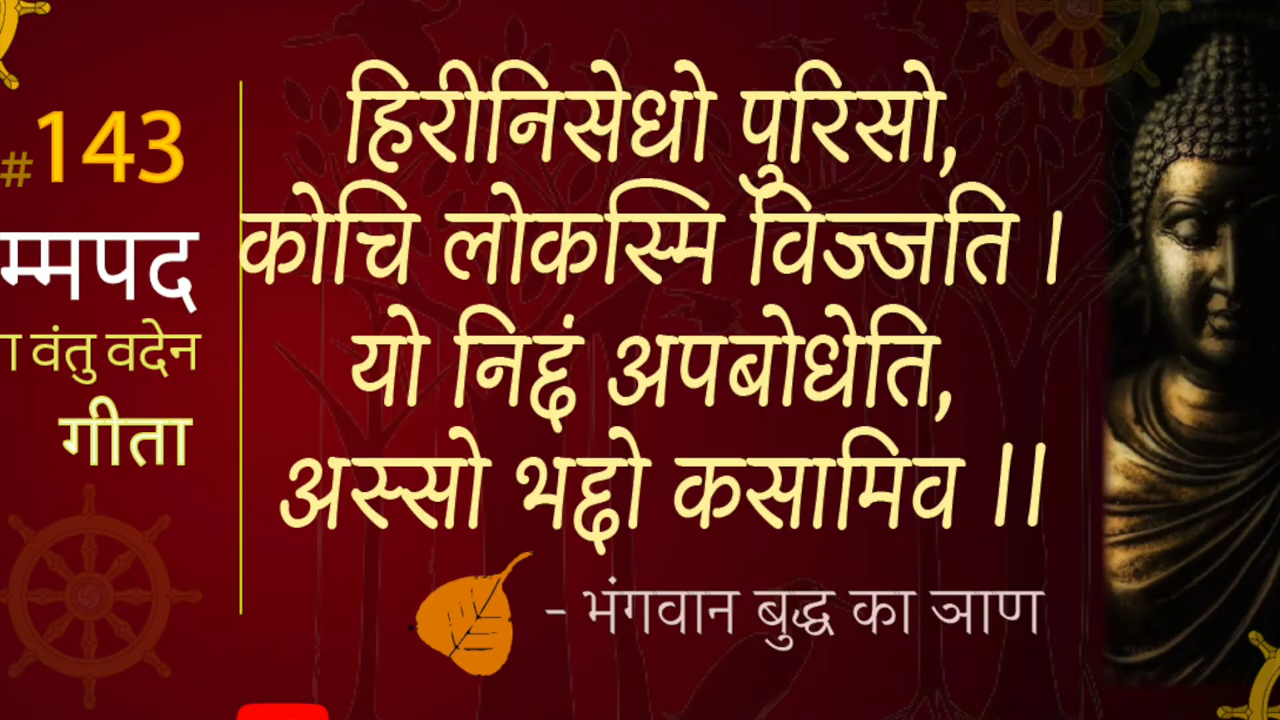 #143
म्मपद
वंतु वदेन
गीता
हिरीनिसेधो पुरिसो,
कोचि लोकस्मि विज्जति ।
यो निद्दं अपबोधेति,
अस्सो भद्दो कसामिव ।।
- भंगवान बुद्ध का ञाण